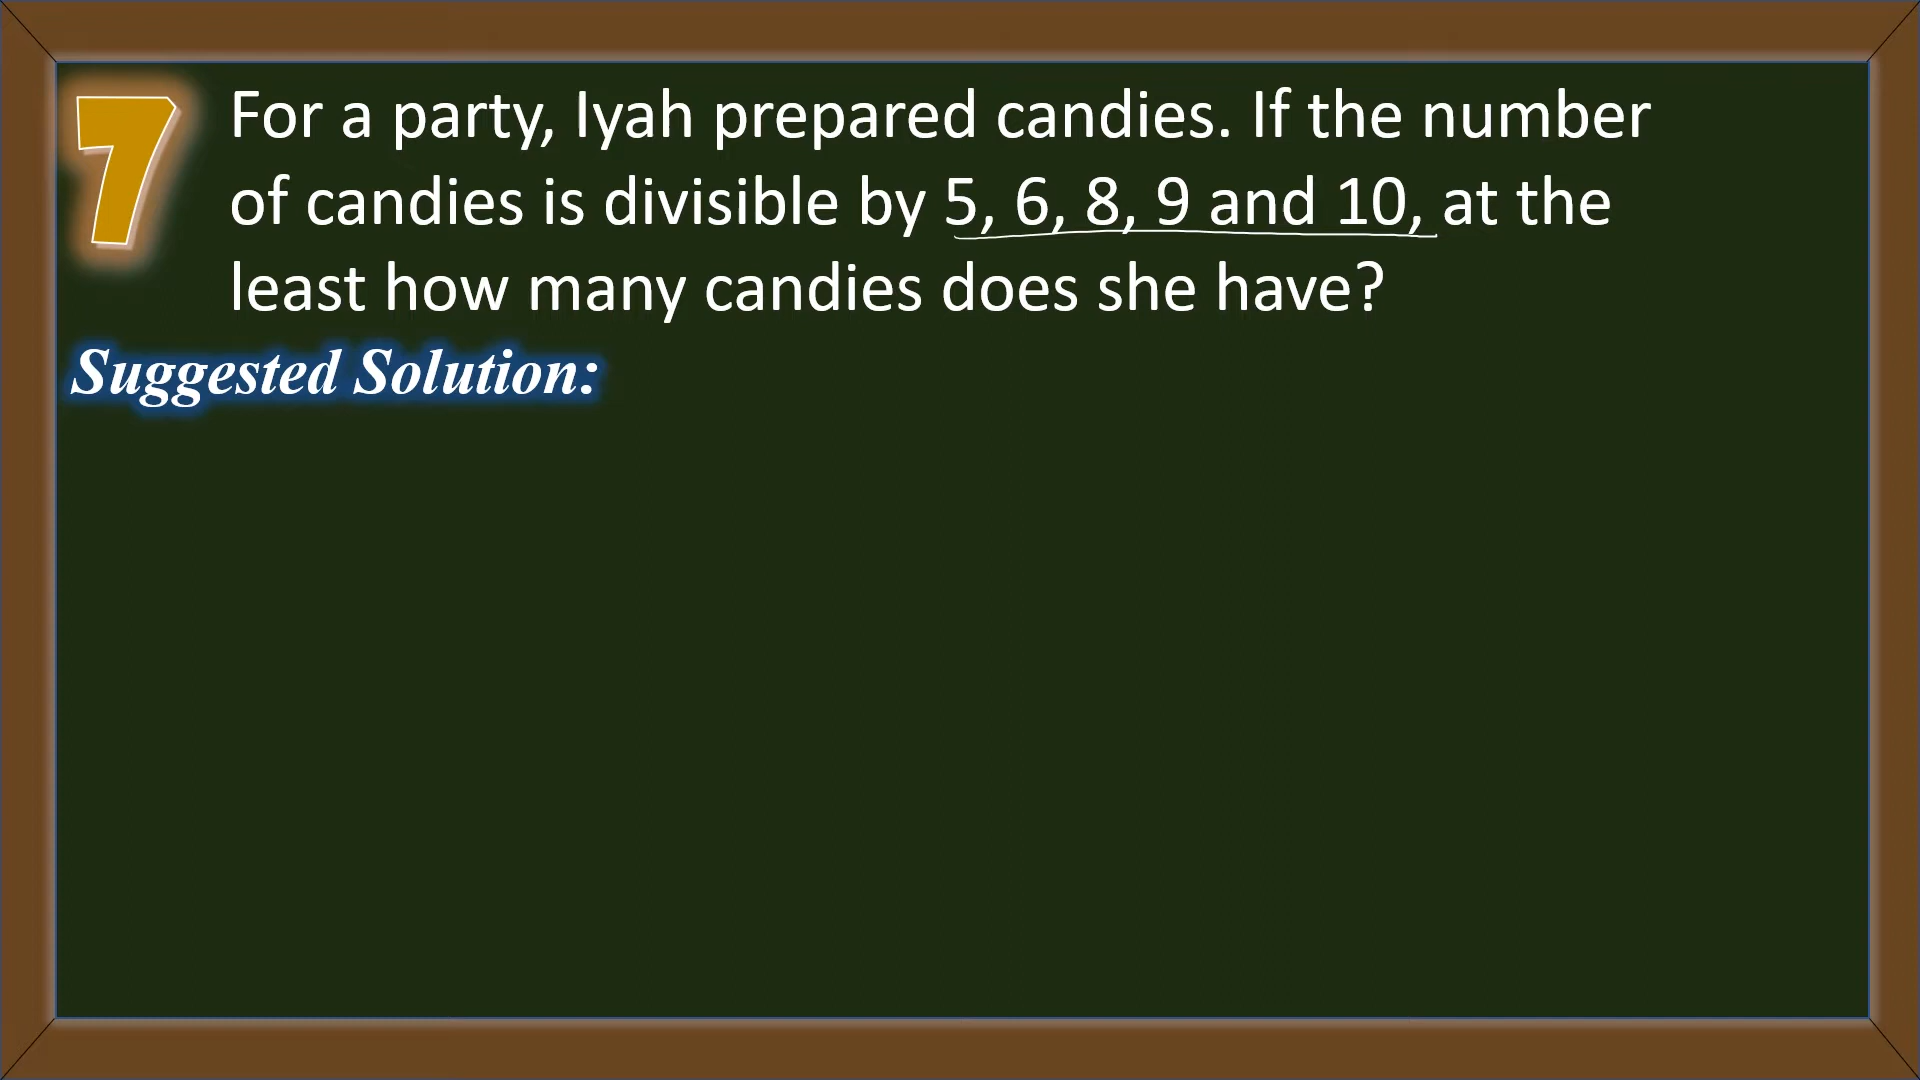 7
For a party, Iyah prepared candies. If the number
of candies is divisible by 5, 6, 8, 9 and 10, at the
least how many candies does she have?
Suggested Solution: